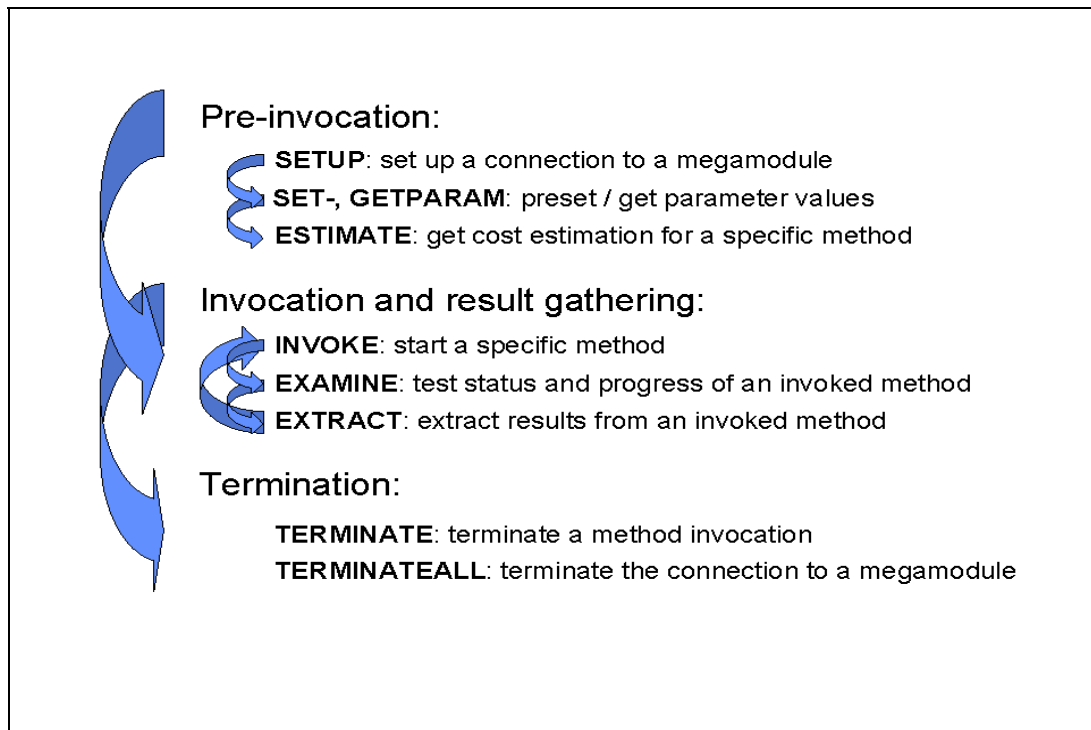 Pre-invocation:
SETUP: set up a connection to a megamodule
SET-, GETPARAM: preset / get parameter values
ESTIMATE: get cost estimation for a specific method
Invocation and result gathering:
INVOKE: start a specific method
EXAMINE: test status and progress of an invoked method
EXTRACT: extract results from an invoked method
Termination:
TERMINATE: terminate a method invocation
TERMINATEALL: terminate the connection to a megamodule